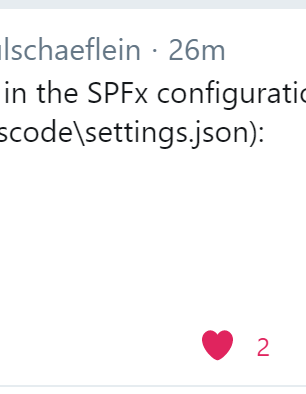 ulschaeflein · 26m
in the SPFx configuratio
scode\settings.json):
2